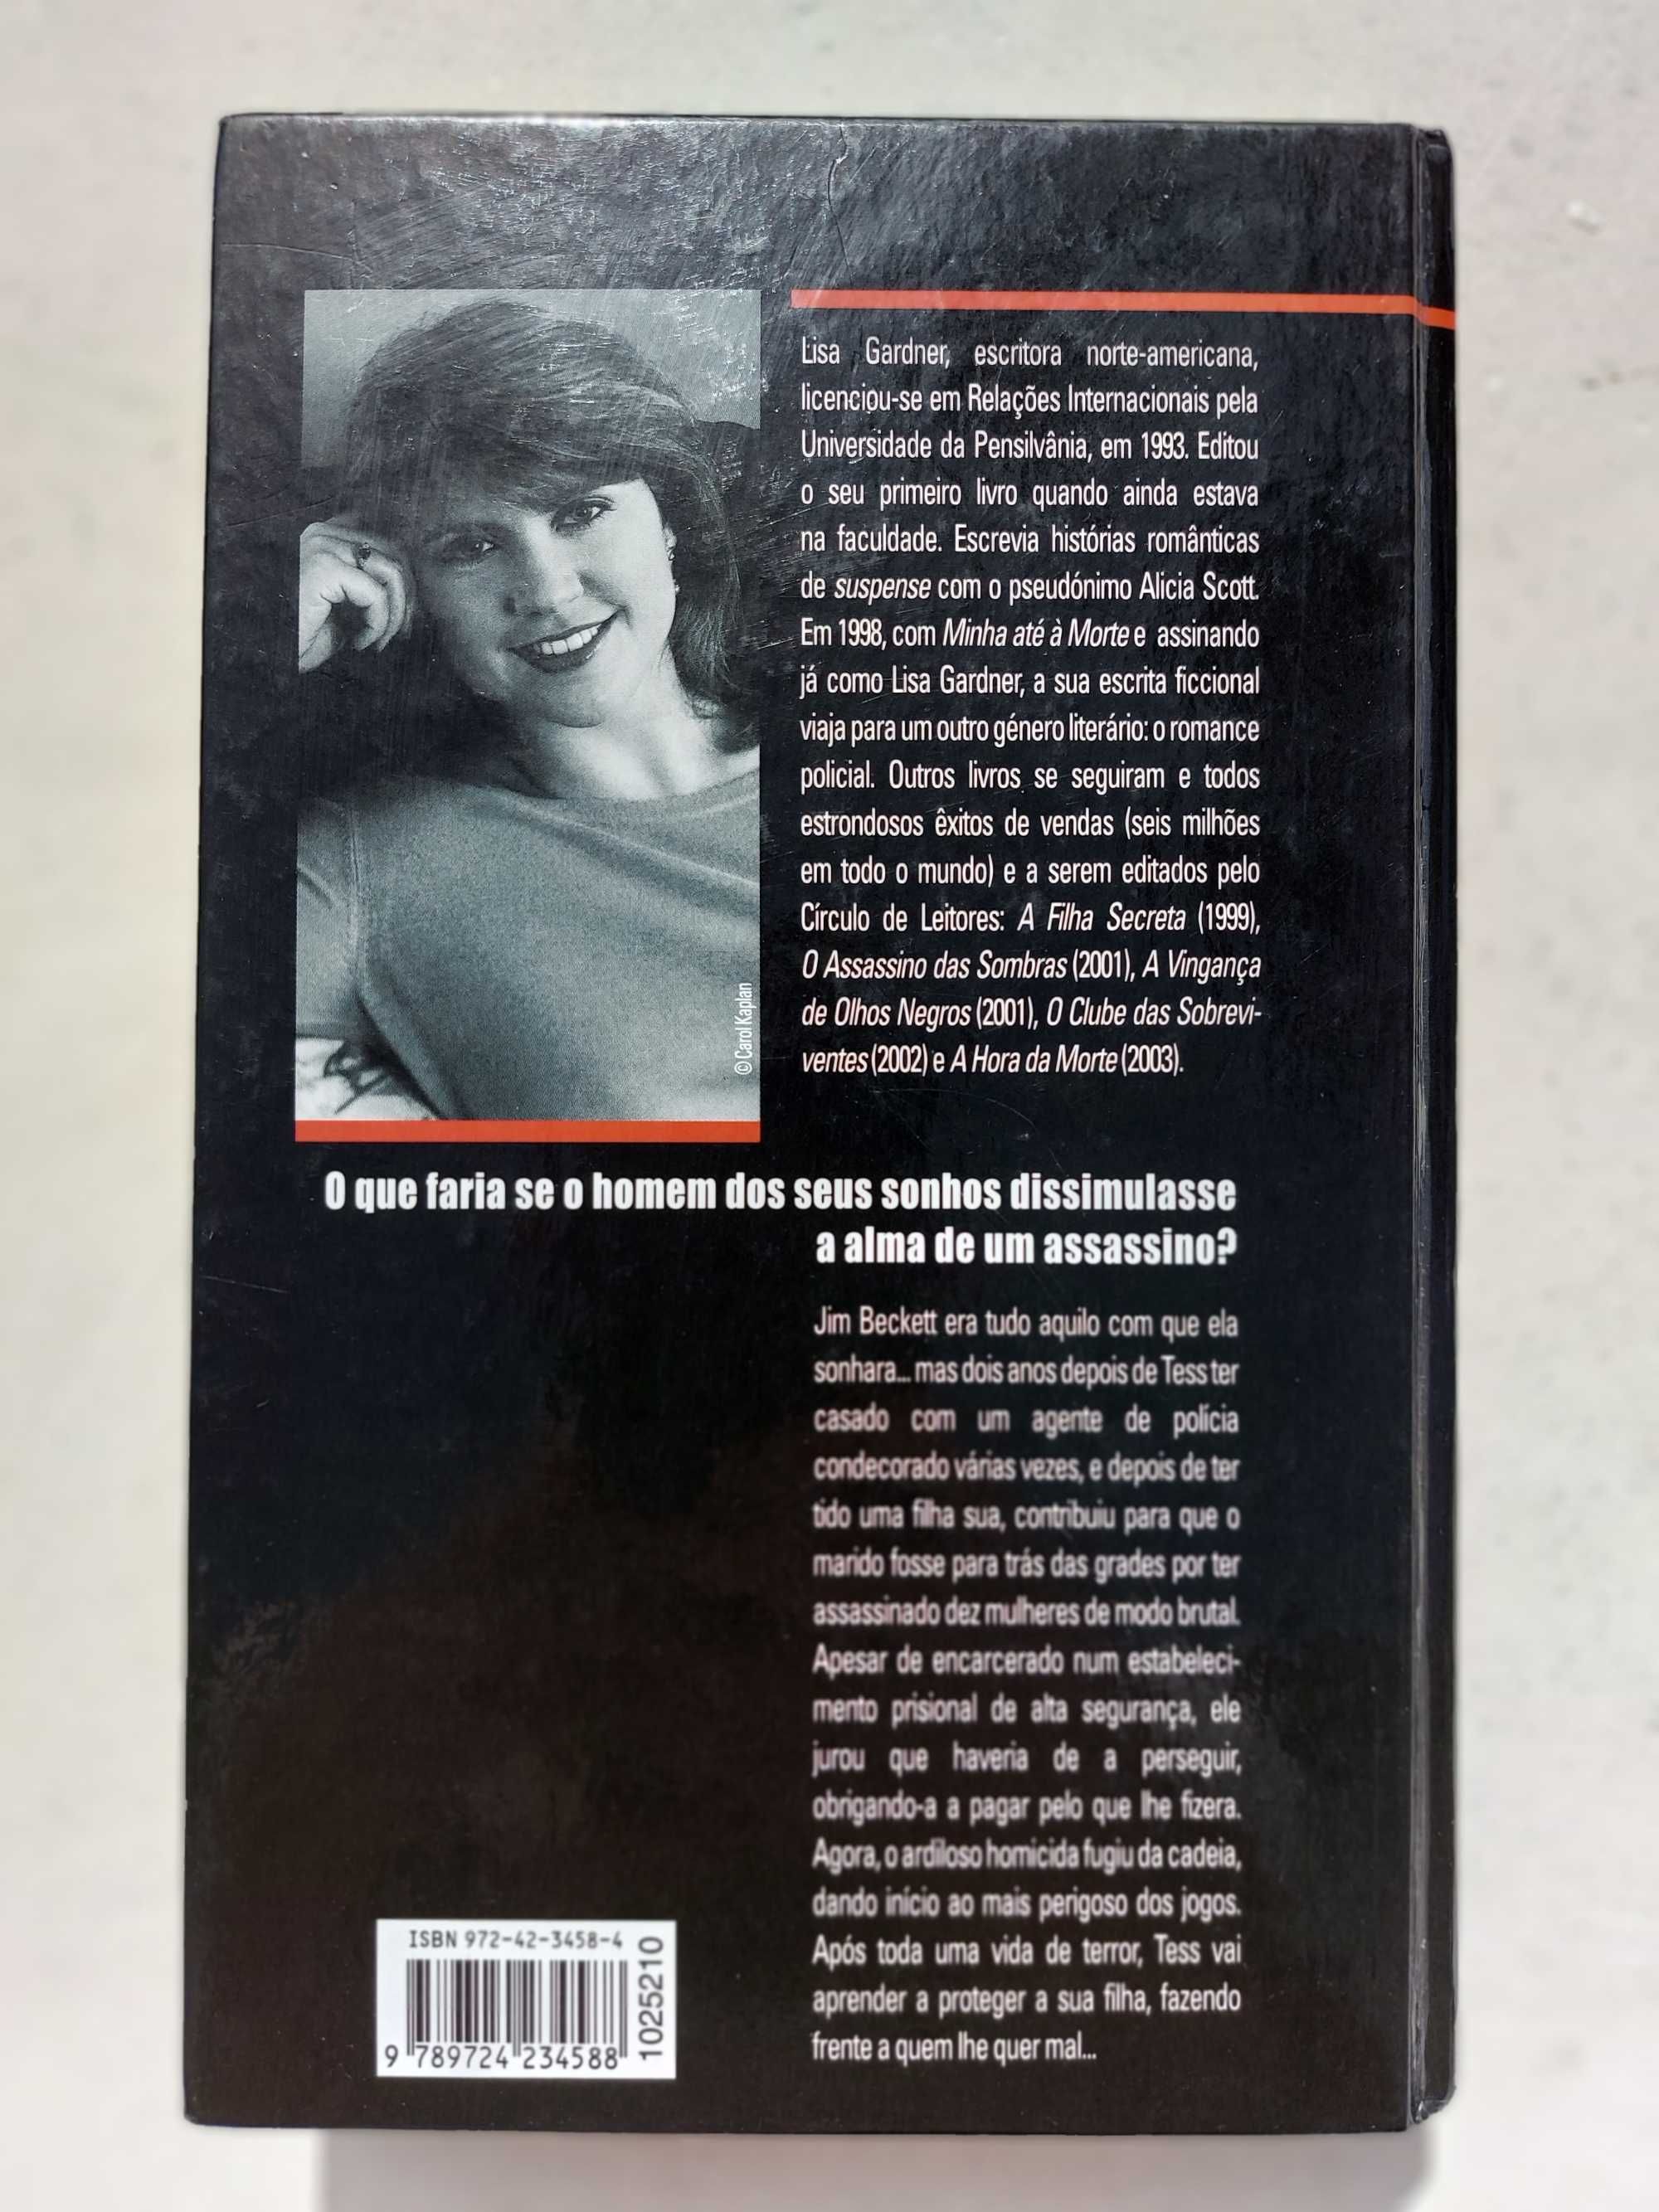 Lisa Gardner, escritora norte-americana,
licenciou-se em Relações Internacionais pela
Universidade da Pensilvânia, em 1993. Editou
o seu primeiro livro quando ainda estava
na faculdade. Escrevia histórias românticas
de suspense com o pseudónimo Alicia Scott.
Em 1998, com Minha até à Morte e assinando
já como Lisa Gardner, a sua escrita ficcional
viaja para um outro género literário: o romance
policial. Outros livros se seguiram e todos
estrondosos êxitos de vendas (seis milhões
em todo o mundo) e a serem editados pelo
Círculo de Leitores: A Filha Secreta (1999),
O Assassino das Sombras (2001), A Vingança
de Olhos Negros (2001), O Clube das Sobrevi-
ventes (2002) e A Hora da Morte (2003).
© Carol Kaplan
O que faria se o homem dos seus sonhos dissimulasse
a alma de um assassino?
Jim Beckett era tudo aquilo com que ela
sonhara... mas dois anos depois de Tess ter
casado com um agente de polícia
condecorado várias vezes, e depois de ter
tido uma filha sua, contribuiu para que o
marido fosse para trás das grades por ter
assassinado dez mulheres de modo brutal.
Apesar de encarcerado num estabeleci-
mento prisional de alta segurança, ele
jurou que haveria de a perseguir,
obrigando-a a pagar pelo que lhe fizera.
Agora, o ardiloso homicida fugiu da cadeia,
dando início ao mais perigoso dos jogos.
Após toda uma vida de terror, Tess vai
aprender a proteger a sua filha, fazendo
frente a quem lhe quer mal...
ISBN 972-42-3458-4
9 789724 234588
1025210